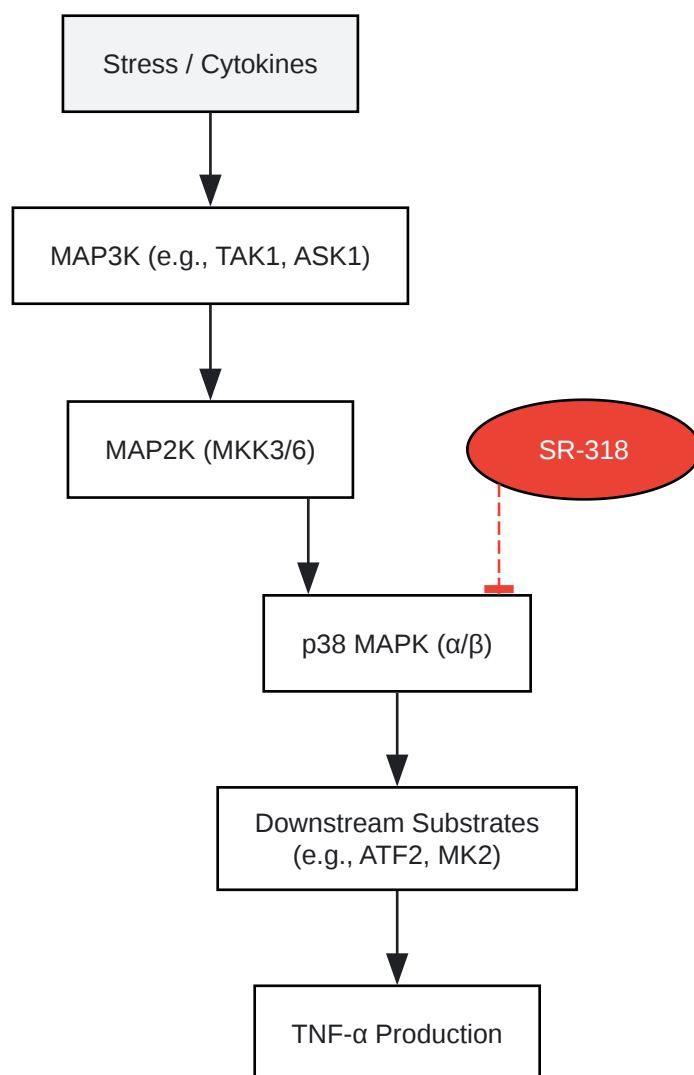 Stress / Cytokines
MAP3K (e.g., TAK1, ASK1)
MAP2K (MKK3/6)
SR-318
p38 MAPK (α/β)
Downstream Substrates
(e.g., ATF2, MK2)
TNF-α Production